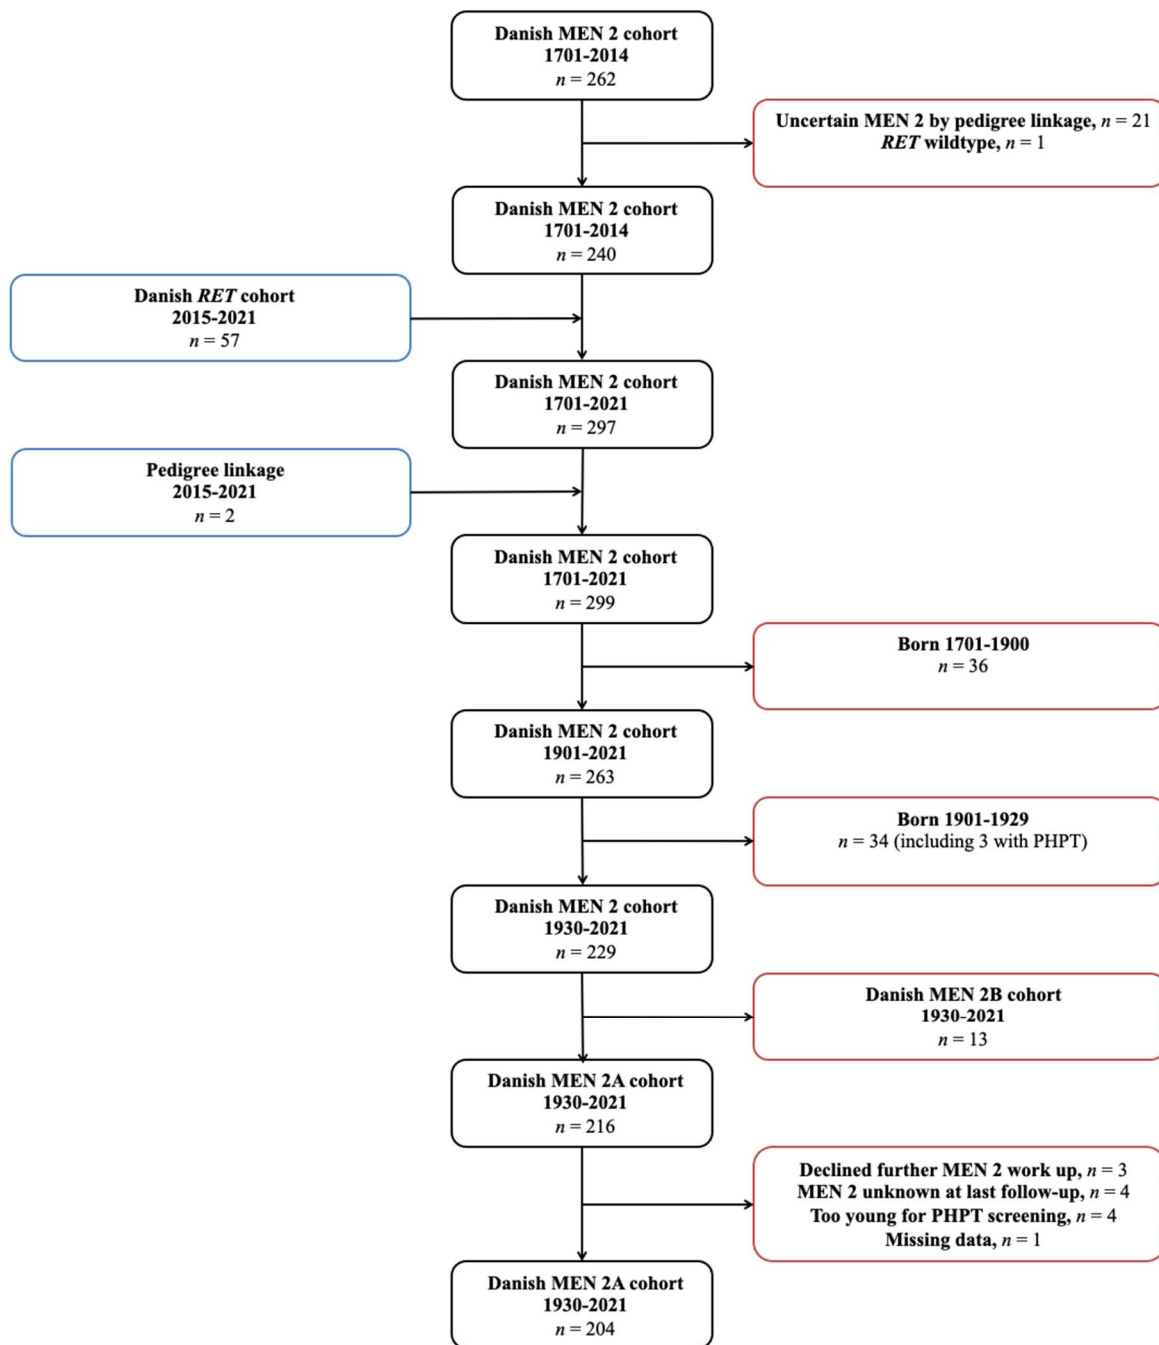 Danish MEN 2 cohort
1701-2014
n = 262
Uncertain MEN 2 by pedigree linkage, n = 21
RET wildtype, n = 1
Danish MEN 2 cohort
1701-2014
n = 240
Danish RET cohort
2015-2021
n = 57
Danish MEN 2 cohort
1701-2021
n = 297
Pedigree linkage
2015-2021
n = 2
Danish MEN 2 cohort
1701-2021
n = 299
Born 1701-1900
n = 36
Danish MEN 2 cohort
1901-2021
n = 263
Born 1901-1929
n = 34 (including 3 with PHPT)
Danish MEN 2 cohort
1930-2021
n = 229
Danish MEN 2B cohort
1930-2021
n = 13
Danish MEN 2A cohort
1930-2021
n = 216
Declined further MEN 2 work up, n = 3
MEN 2 unknown at last follow-up, n = 4
Too young for PHPT screening, n = 4
Missing data, n = 1
Danish MEN 2A cohort
1930-2021
n = 204